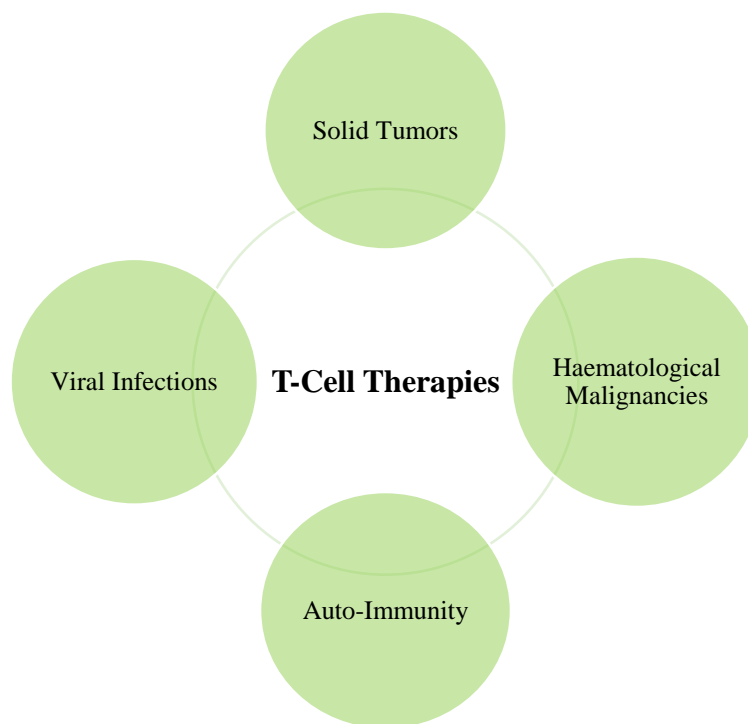 Solid Tumors
Viral Infections
T-Cell Therapies
Haematological
Malignancies
Auto-Immunity